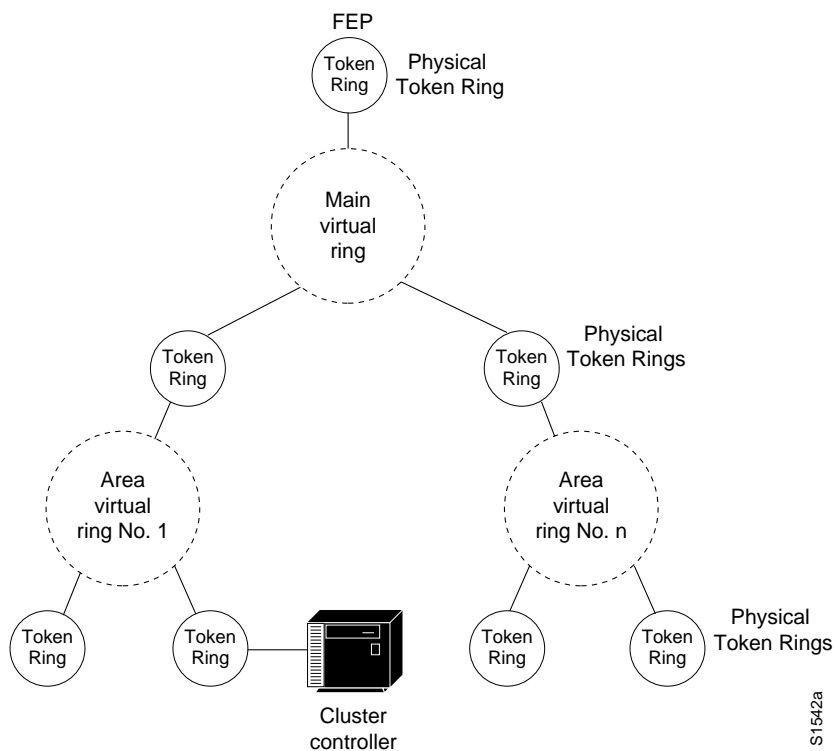 FEP
Token
Ring
Physical
Token Ring
Main
virtual
ring
Token
Ring
Token
Ring
Physical
Token Rings
Area
virtual
ring No. 1
Area
virtual
ring No. n
Token
Ring
Token
Ring
Token
Ring
Token
Ring
Physical
Token Rings
Cluster
controller
S1542a